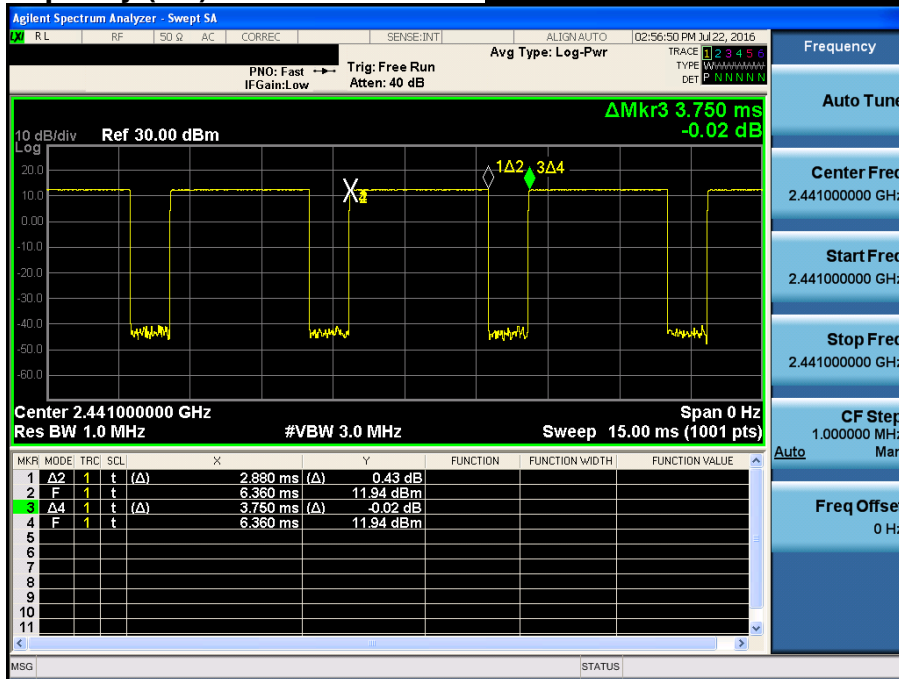 Agilent Spectrum Analyzer - Swept SA
LXI RL RF 50 Ω AC CORREC SENSE:INT ALIGN AUTO 02:56:50 PM Jul 22, 2016
Avg Type: Log-Pwr
TRACE 1 2 3 4 5 6
TYPE
DET P N N N N N
PNO: Fast
IFGain:Low
Trig: Free Run
Atten: 40 dB
ΔMkr3 3.750 ms
-0.02 dB
10 dB/div Ref 30.00 dBm
Log
20.0
10.0
0.00
-10.0
-20.0
-30.0
-40.0
-50.0
-60.0
1Δ2
3Δ4
Center 2.441000000 GHz Span 0 Hz
Res BW 1.0 MHz #VBW 3.0 MHz Sweep 15.00 ms (1001 pts)
MKR MODE TRC SCL X Y FUNCTION FUNCTION WIDTH FUNCTION VALUE
1 Δ2 1 t (Δ) 2.880 ms (Δ) 0.43 dB
2 F 1 t 6.360 ms 11.94 dBm
3 Δ4 1 t (Δ) 3.750 ms (Δ) -0.02 dB
4 F 1 t 6.360 ms 11.94 dBm
5
6
7
8
9
10
11
MSG STATUS
Frequency
Auto Tune
Center Freq
2.441000000 GHz
Start Freq
2.441000000 GHz
Stop Freq
2.441000000 GHz
CF Step
1.000000 MHz
Auto Man
Freq Offset
0 Hz